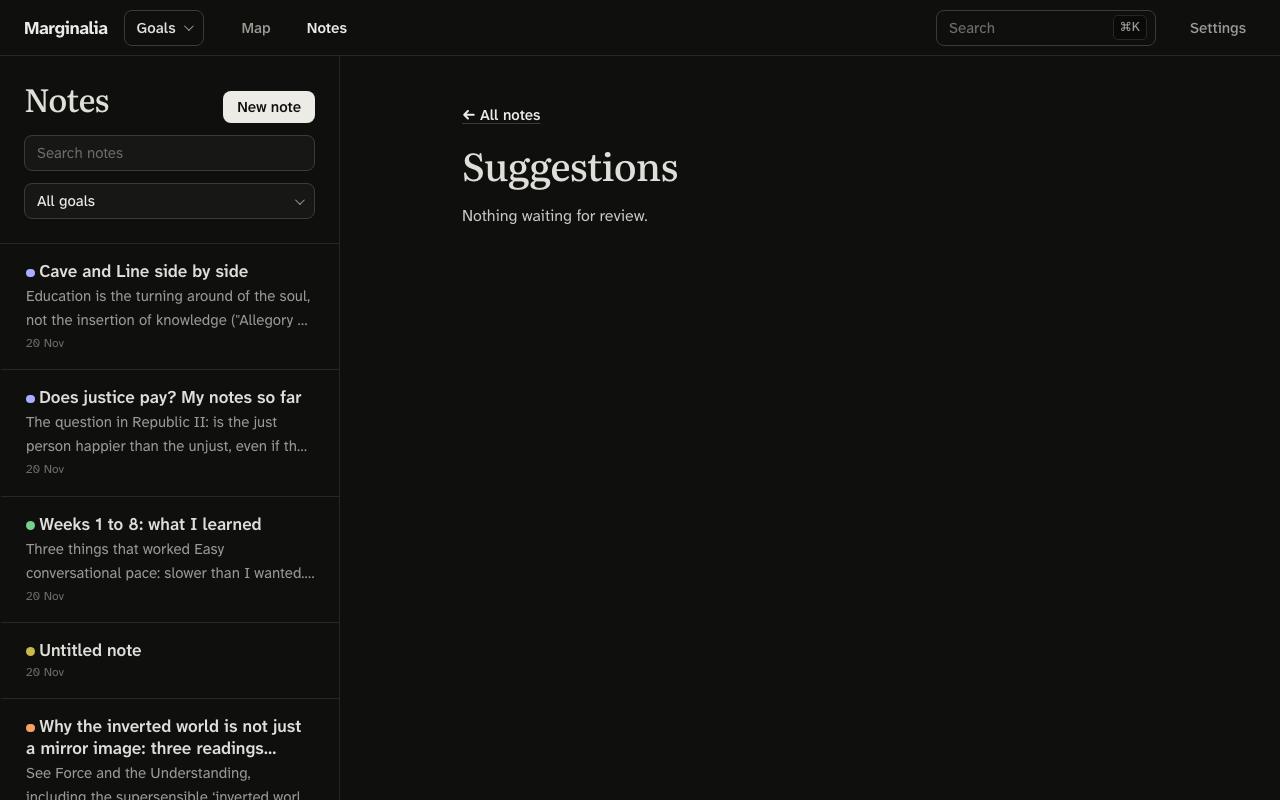 Marginalia
Goals
Map
Notes
Search
⌘K
Settings
Notes
New note
Search notes
All goals
Cave and Line side by side
Education is the turning around of the soul,
not the insertion of knowledge ("Allegory ...
20 Nov
Does justice pay? My notes so far
The question in Republic II: is the just
person happier than the unjust, even if th...
20 Nov
Weeks 1 to 8: what I learned
Three things that worked Easy
conversational pace: slower than I wanted....
20 Nov
Untitled note
20 Nov
Why the inverted world is not just
a mirror image: three readings...
See Force and the Understanding,
including the supersensible ‘inverted worl
← All notes
Suggestions
Nothing waiting for review.